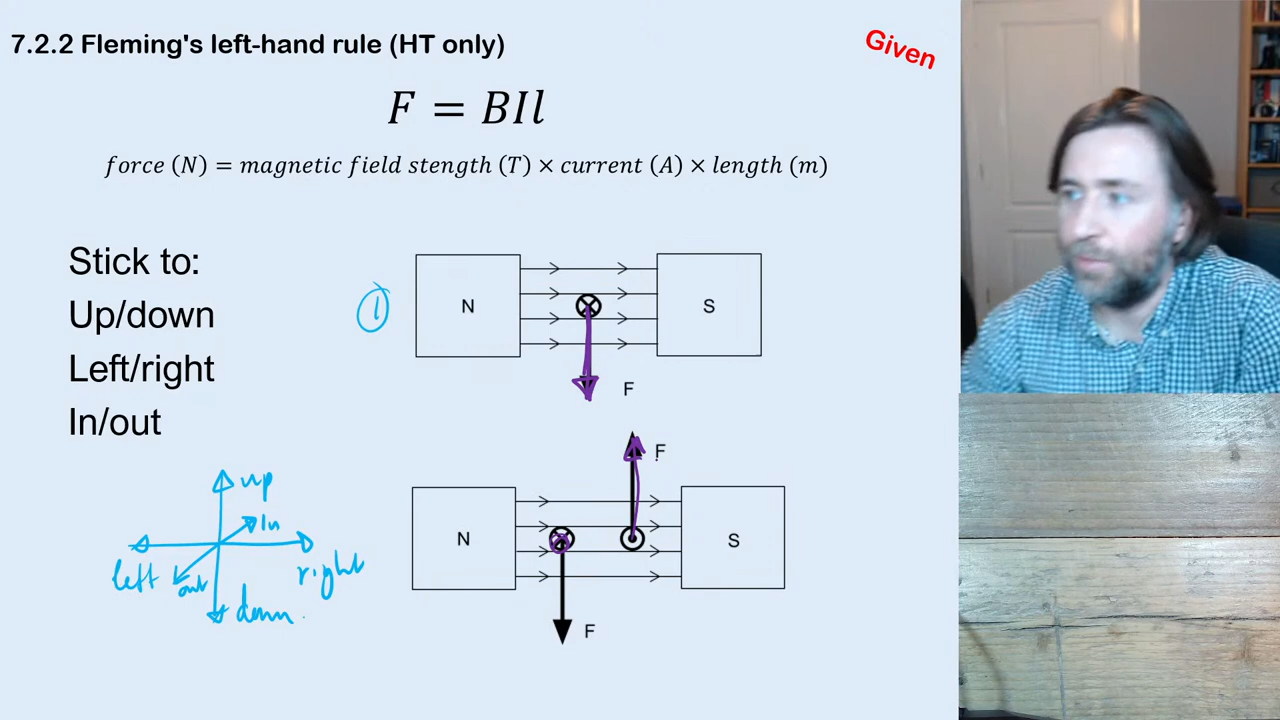 7.2.2 Fleming's left-hand rule (HT only)
Given
F = BIl
force (N) = magnetic field stength (T) × current (A) × length (m)
Stick to:
Up/down
Left/right
In/out
1
N
S
F
F
N
S
F
up
In
left
right
out
down